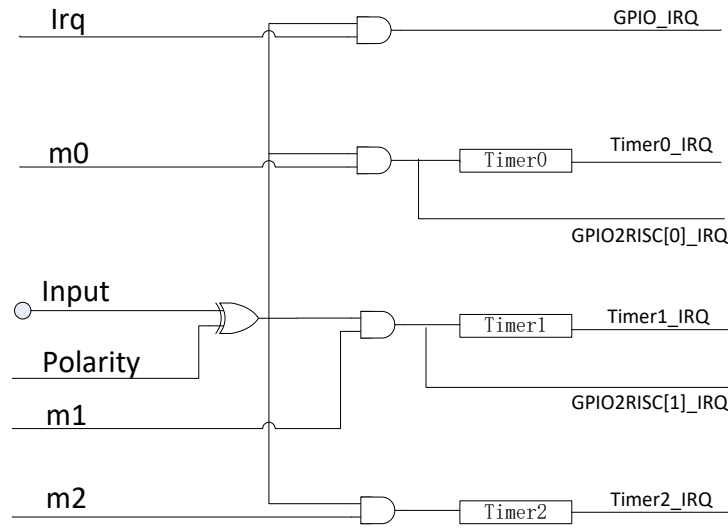 Irq
GPIO_IRQ
m0
Timer0
Timer0_IRQ
GPIO2RISC[0]_IRQ
Input
Timer1
Timer1_IRQ
Polarity
GPIO2RISC[1]_IRQ
m1
m2
Timer2
Timer2_IRQ